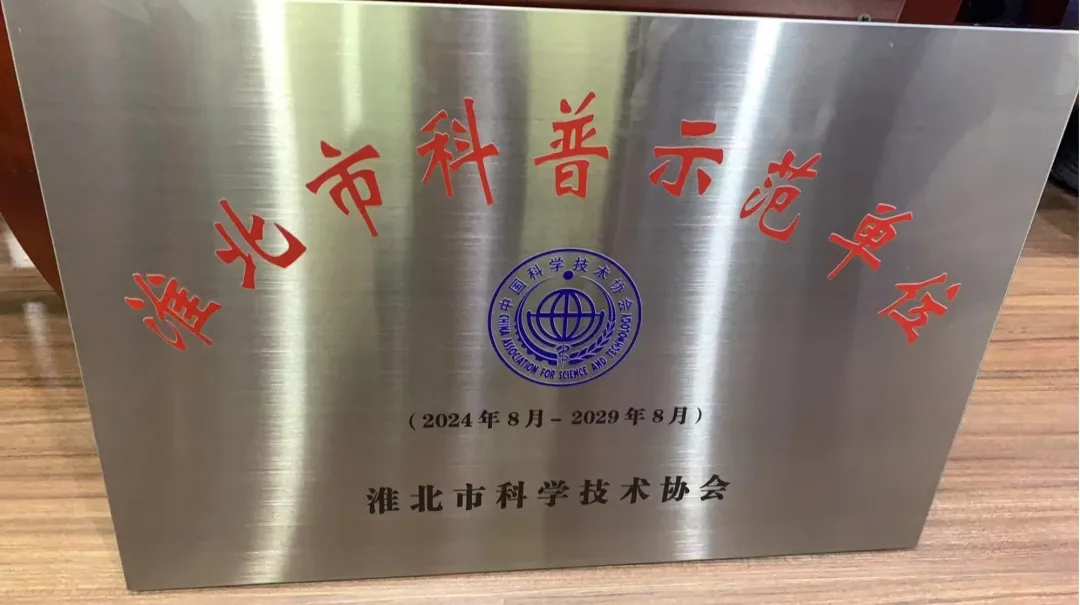 淮北市科普示范单位
中国科学技术协会
CHINA ASSOCIATION FOR SCIENCE AND TECHNOLOGY
（2024年8月－2029年8月）
淮北市科学技术协会